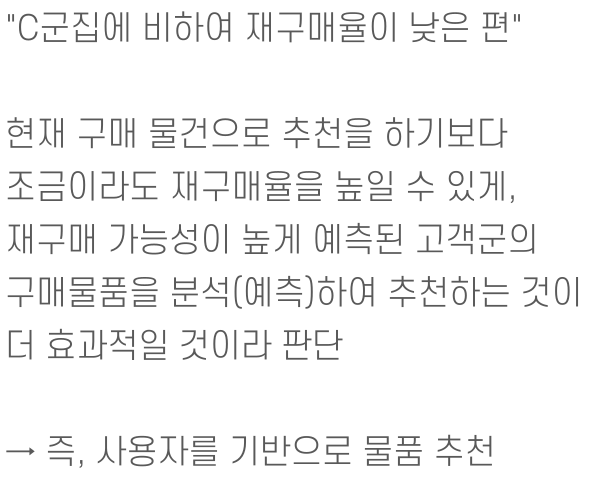 "C군집에 비하여 재구매율이 낮은 편"
현재 구매 물건으로 추천을 하기보다
조금이라도 재구매율을 높일 수 있게,
재구매 가능성이 높게 예측된 고객군의
구매물품을 분석(예측)하여 추천하는 것이
더 효과적일 것이라 판단
→ 즉, 사용자를 기반으로 물품 추천